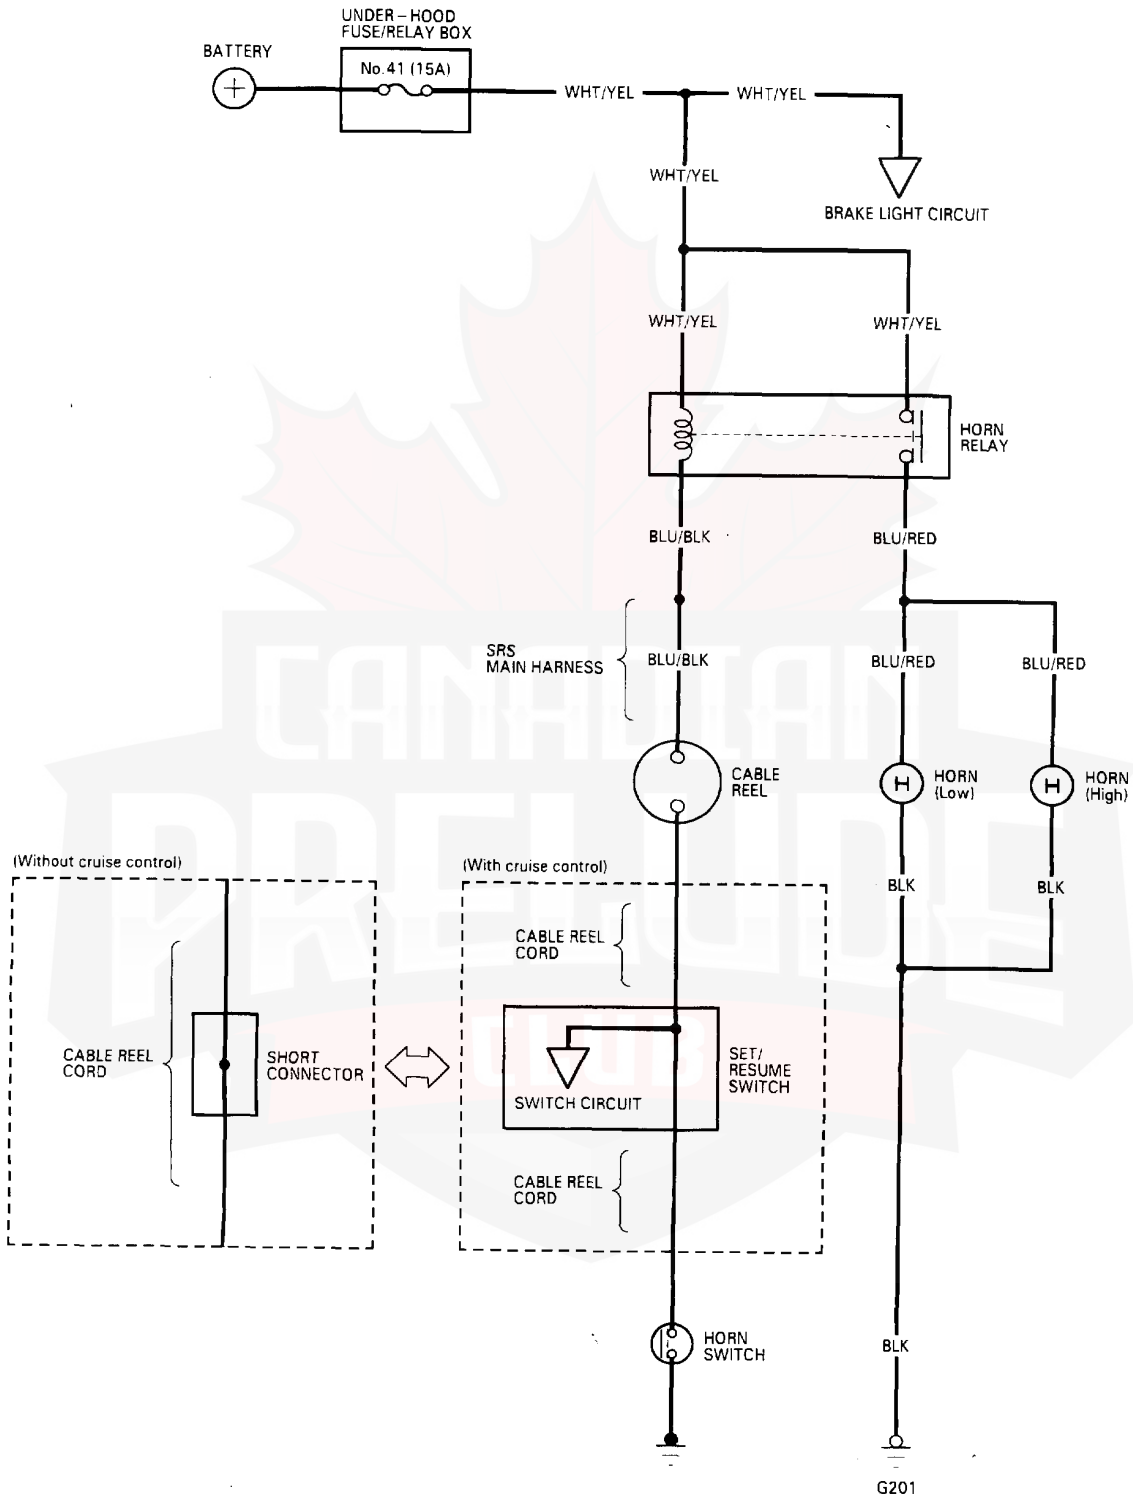 UNDER-HOOD
FUSE/RELAY BOX
BATTERY
No.41 (15A)
+
WHT/YEL
WHT/YEL
WHT/YEL
BRAKE LIGHT CIRCUIT
WHT/YEL
WHT/YEL
HORN
RELAY
BLU/BLK
BLU/RED
SRS
MAIN HARNESS
BLU/BLK
BLU/RED
BLU/RED
CABLE
REEL
H
HORN
(Low)
H
HORN
(High)
(Without cruise control)
(With cruise control)
BLK
BLK
CABLE REEL
CORD
CABLE REEL
CORD
SHORT
CONNECTOR
SET/
RESUME
SWITCH
SWITCH CIRCUIT
CABLE REEL
CORD
HORN
SWITCH
BLK
G201
CANADIAN
PRELUDE
CLUB